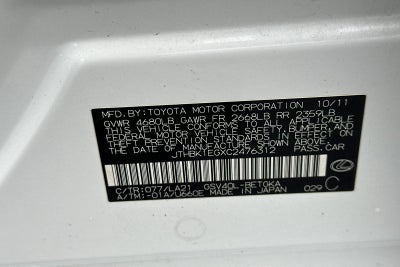 MFD.BY:TOYOTA MOTOR CORPORATION 10/11
GVWR 4680LB GAWR FR 2668LB RR 2359LB
THIS VEHICLE CONFORMS TO ALL APPLICABLE
FEDERAL MOTOR VEHICLE SAFETY, BUMPER, AND
THEFT PREVENTION STANDARDS IN EFFECT ON
THE DATE OF MANUFACTURE SHOWN ABOVE.
JTHBK1EGXC2476312 PASS.CAR
C/TR:077/LA21 GSV40L-BETGKA
A/TM:-01A/U660E MADE IN JAPAN 029 C